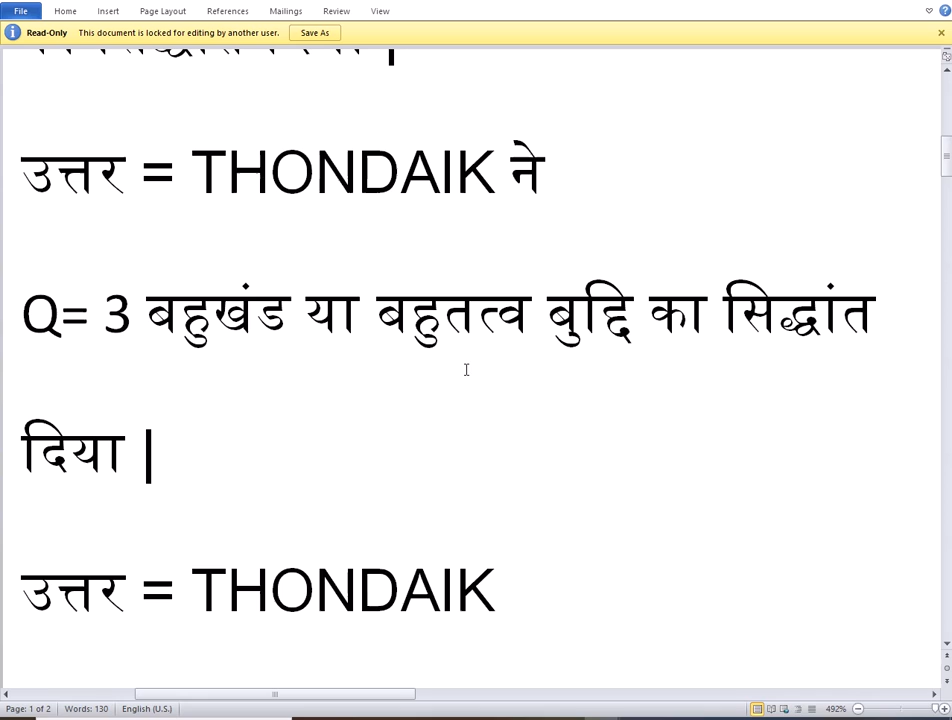 File Home Insert Page Layout References Mailings Review View
Read-Only This document is locked for editing by another user. Save As
उत्तर = THONDAIK ने
Q= 3 बहुखंड या बहुतत्व बुद्दि का सिद्धांत
दिया |
उत्तर = THONDAIK
Page: 1 of 2 Words: 130 English (U.S.) 492%